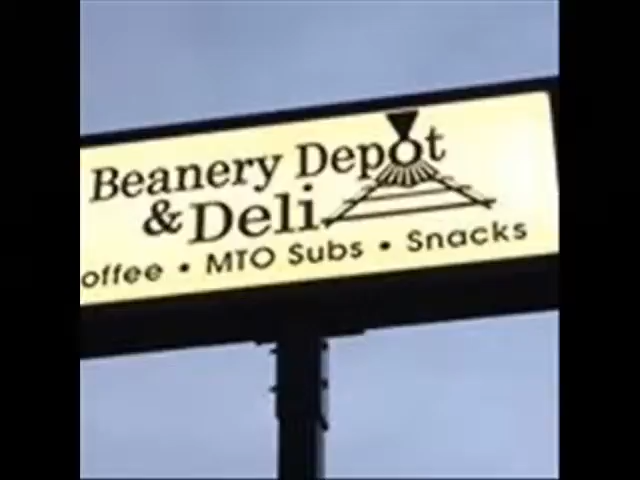 Beanery Depot
& Deli
offee • MTO Subs • Snacks